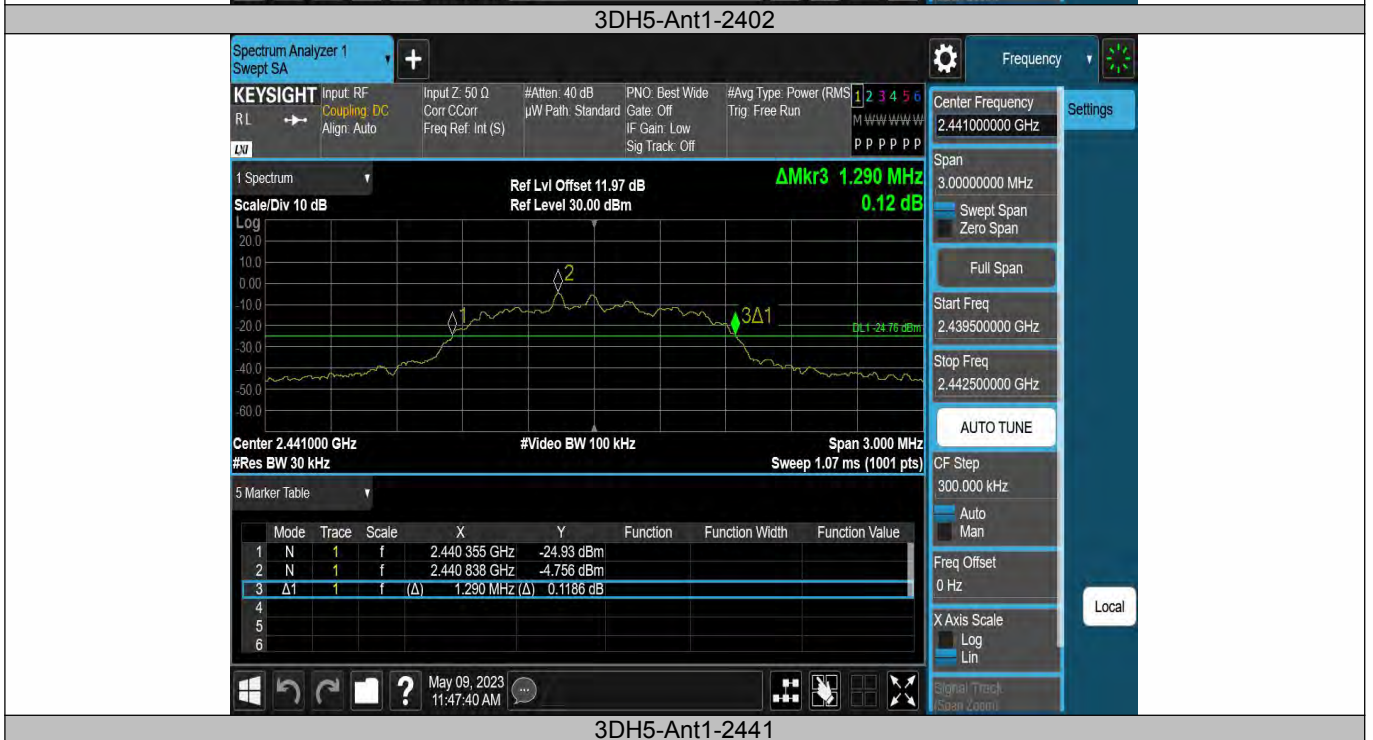 3DH5-Ant1-2402
Spectrum Analyzer 1
Swept SA
+
Frequency
KEYSIGHT
RL
LXI
Input: RF
Coupling: DC
Align: Auto
Input Z: 50 Ω
Corr CCorr
Freq Ref: Int (S)
#Atten: 40 dB
µW Path: Standard
PNO: Best Wide
Gate: Off
IF Gain: Low
Sig Track: Off
#Avg Type: Power (RMS
Trig: Free Run
1 2 3 4 5 6
M W W W W W
P P P P P P
Center Frequency
2.441000000 GHz
Settings
Span
3.00000000 MHz
Swept Span
Zero Span
Full Span
Start Freq
2.439500000 GHz
Stop Freq
2.442500000 GHz
AUTO TUNE
CF Step
300.000 kHz
Auto
Man
Freq Offset
0 Hz
X Axis Scale
Log
Lin
Signal Track
(Span Zoom)
Local
1 Spectrum
Scale/Div 10 dB
Ref Lvl Offset 11.97 dB
Ref Level 30.00 dBm
ΔMkr3 1.290 MHz
0.12 dB
Log
20.0
10.0
0.00
-10.0
-20.0
-30.0
-40.0
-50.0
-60.0
1
2
3Δ1
DL1 -24.76 dBm
Center 2.441000 GHz
#Video BW 100 kHz
Span 3.000 MHz
#Res BW 30 kHz
Sweep 1.07 ms (1001 pts)
5 Marker Table
Mode Trace Scale X Y Function Function Width Function Value
1 N 1 f 2.440 355 GHz -24.93 dBm
2 N 1 f 2.440 838 GHz -4.756 dBm
3 Δ1 1 f (Δ) 1.290 MHz (Δ) 0.1186 dB
4
5
6
?
May 09, 2023
11:47:40 AM
3DH5-Ant1-2441